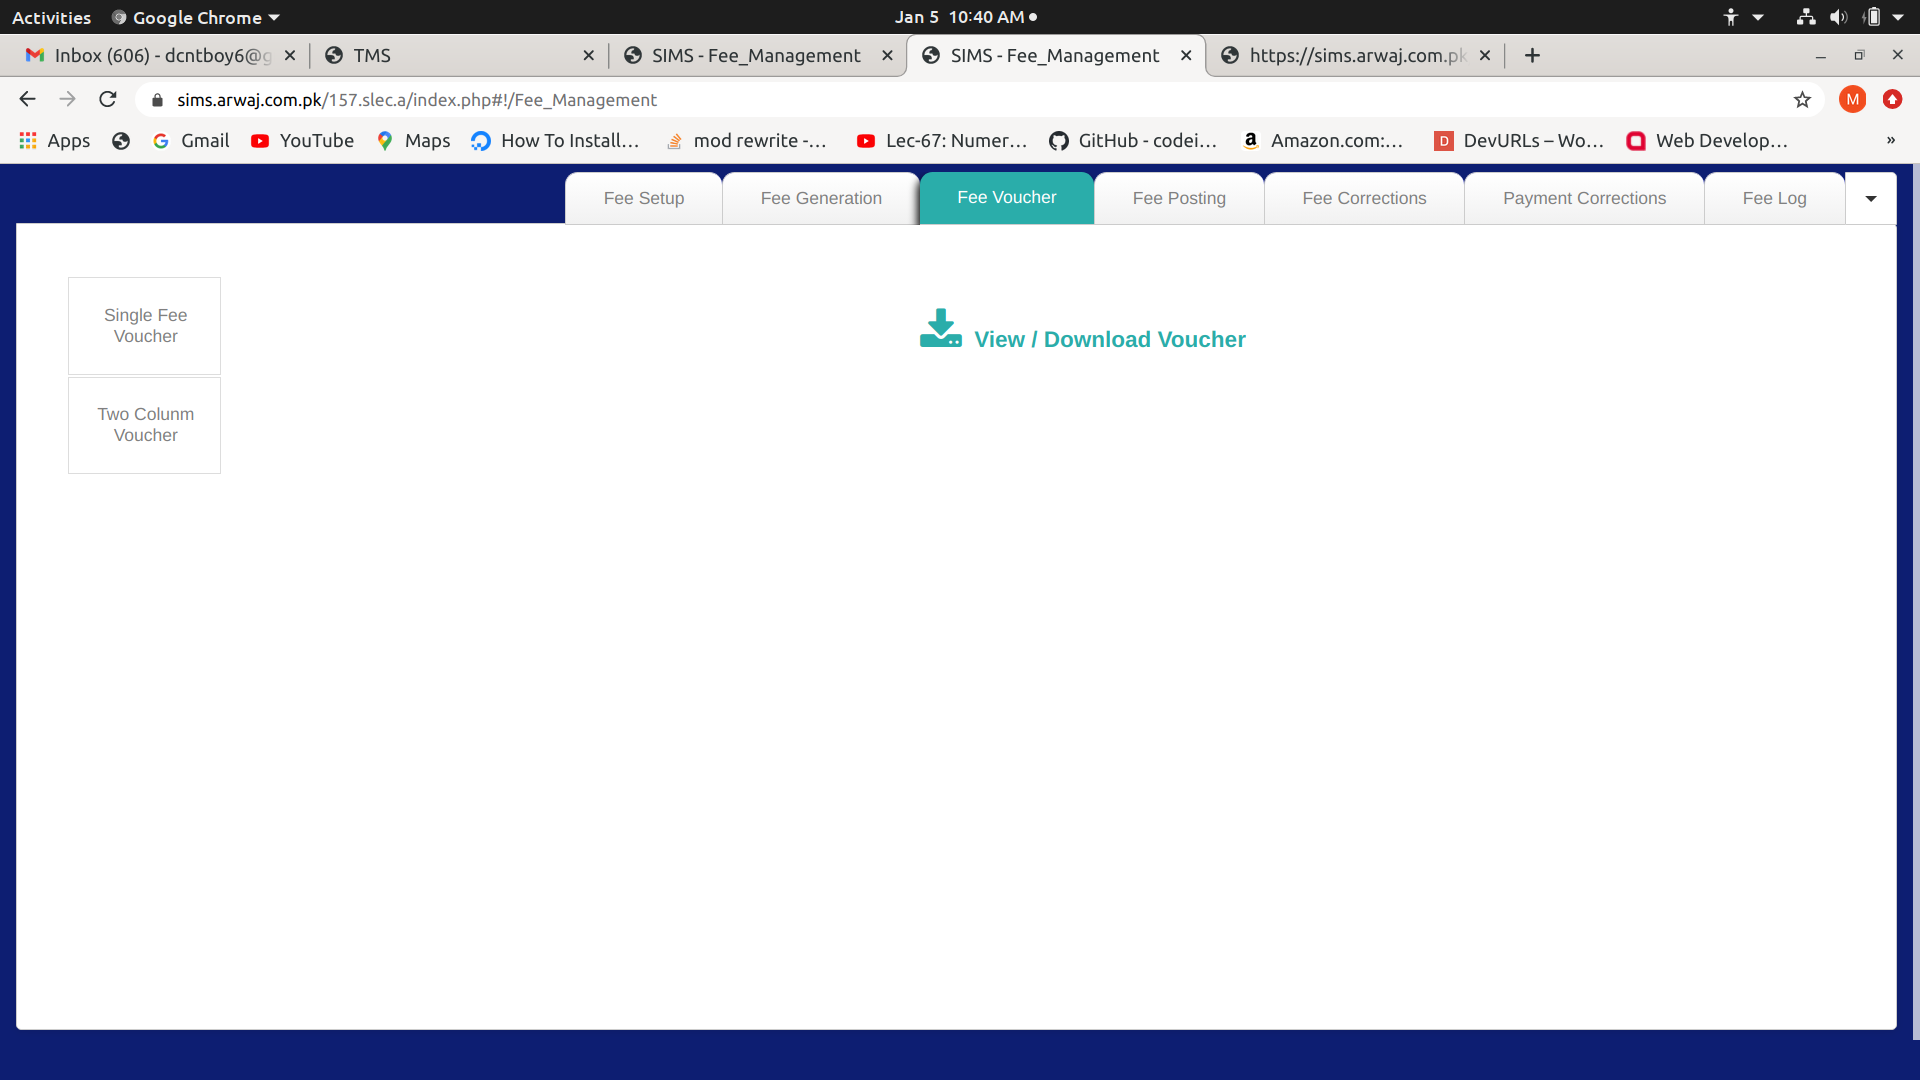 Activities Google Chrome Jan 5 10:40 AM
Inbox (606) - dcntboy6@g TMS SIMS - Fee_Management SIMS - Fee_Management https://sims.arwaj.com.pk
sims.arwaj.com.pk/157.slec.a/index.php#!/Fee_Management M
Apps Gmail YouTube Maps How To Install... mod rewrite -... Lec-67: Numer... GitHub - codei... Amazon.com:... D DevURLs – Wo... Web Develop... »
Fee Setup Fee Generation Fee Voucher Fee Posting Fee Corrections Payment Corrections Fee Log
Single Fee
Voucher
View / Download Voucher
Two Colunm
Voucher